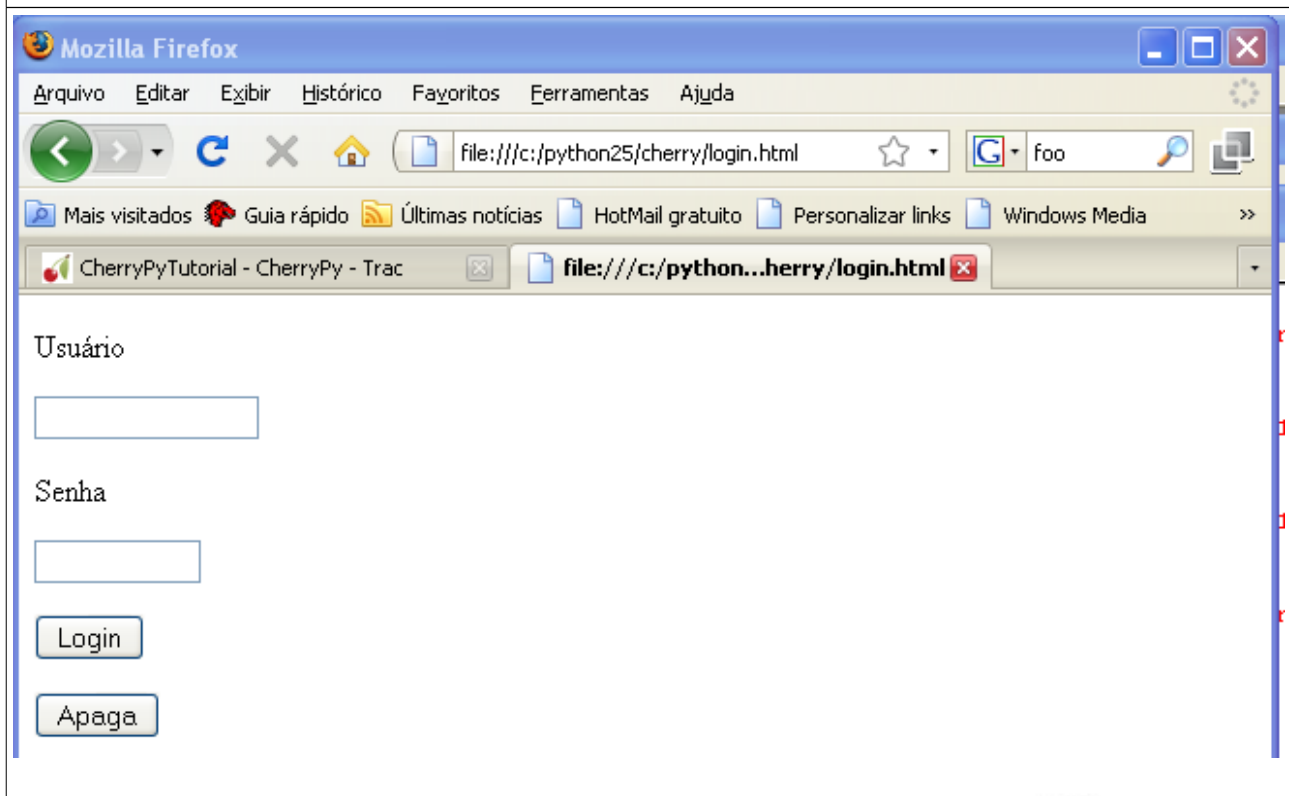 Mozilla Firefox
Arquivo Editar Exibir Histórico Favoritos Ferramentas Ajuda
file:///c:/python25/cherry/login.html G foo
Mais visitados Guia rápido Últimas notícias HotMail gratuito Personalizar links Windows Media »
CherryPyTutorial - CherryPy - Trac file:///c:/python...herry/login.html
Usuário
Senha
Login
Apaga